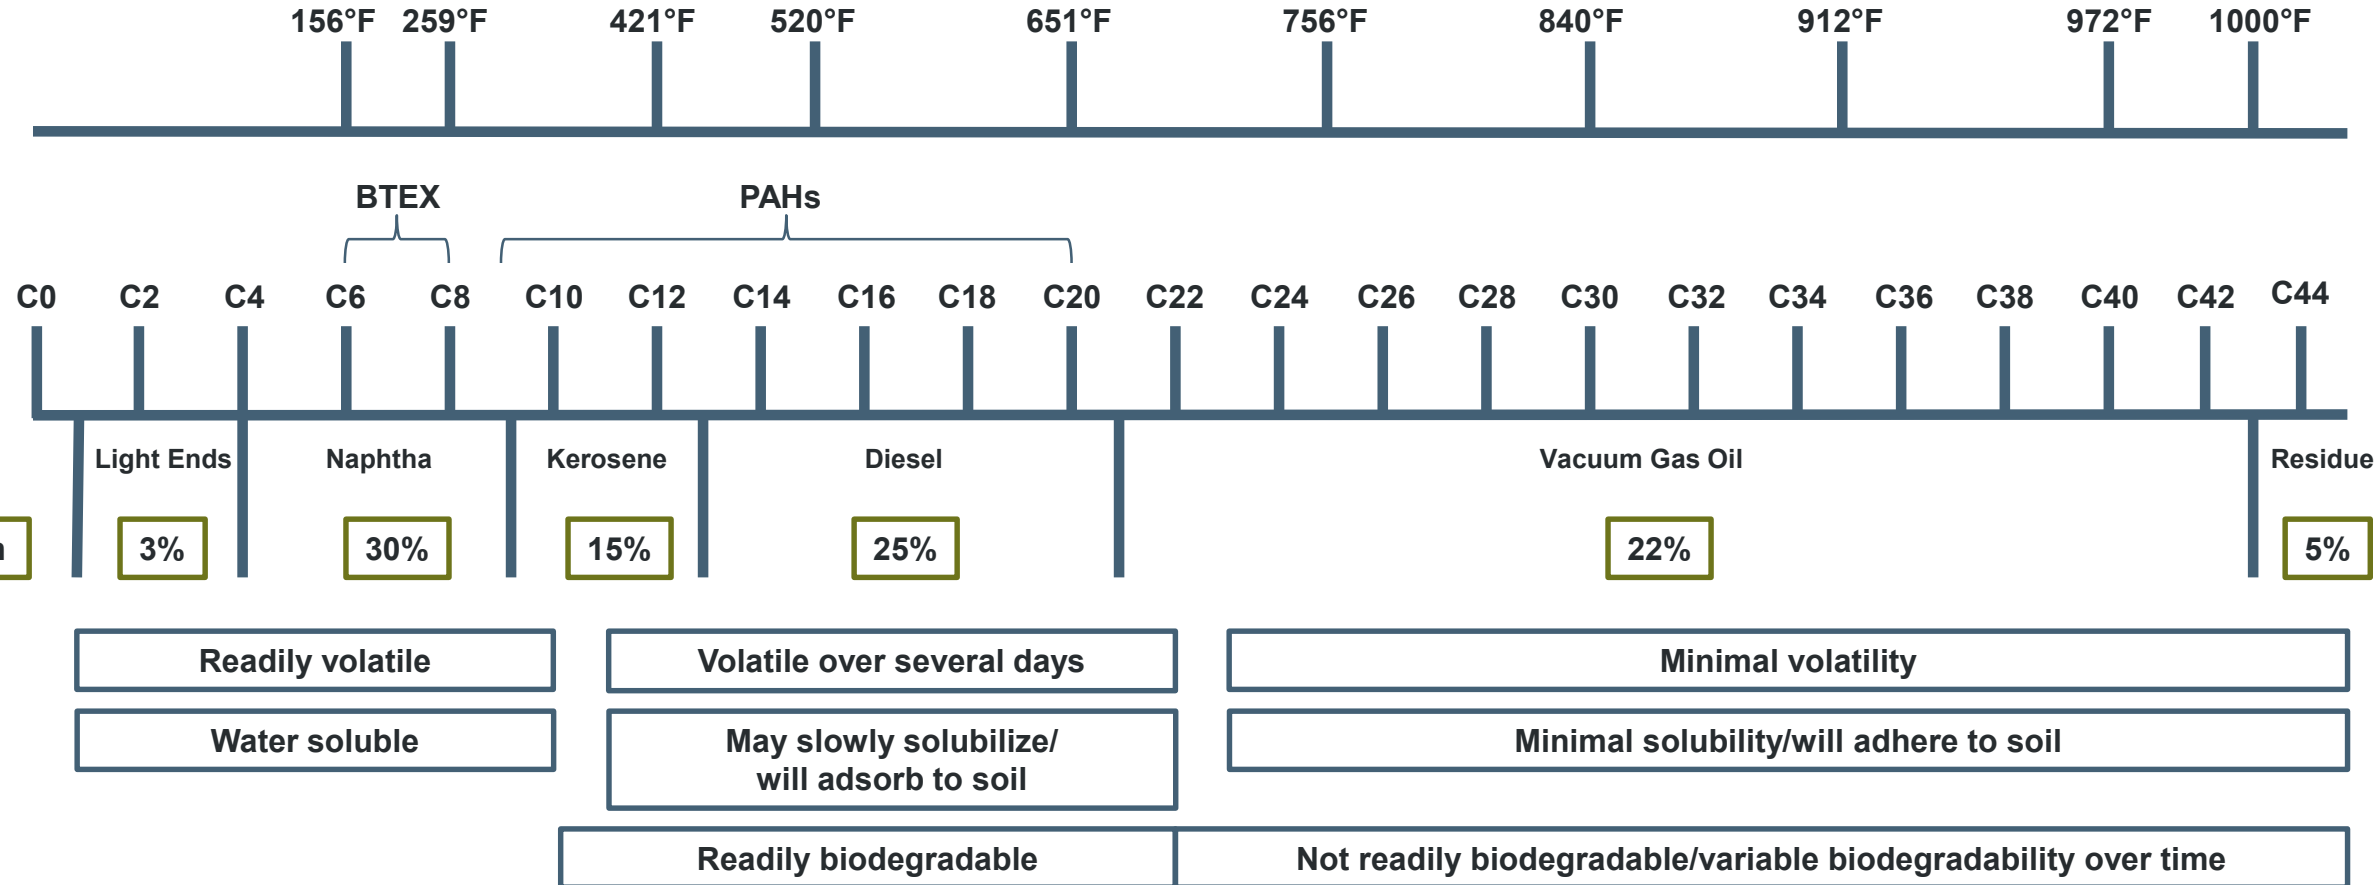 156°F 259°F 421°F 520°F 651°F 756°F 840°F 912°F 972°F 1000°F
BTEX PAHs
C0 C2 C4 C6 C8 C10 C12 C14 C16 C18 C20 C22 C24 C26 C28 C30 C32 C34 C36 C38 C40 C42 C44
Light Ends Naphtha Kerosene Diesel Vacuum Gas Oil Residue
3% 30% 15% 25% 22% 5%
Readily volatile Volatile over several days Minimal volatility
Water soluble May slowly solubilize/ Minimal solubility/will adhere to soil
will adsorb to soil
Readily biodegradable Not readily biodegradable/variable biodegradability over time